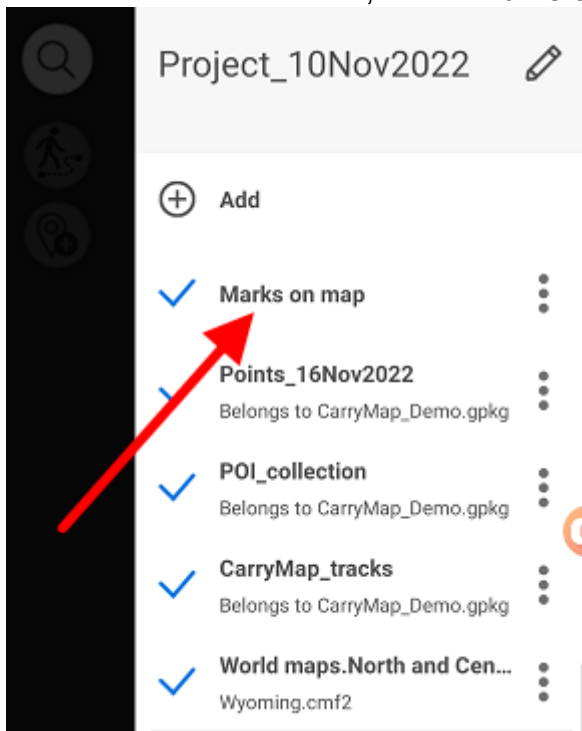 Project_10Nov2022
Add
Marks on map
Points_16Nov2022
Belongs to CarryMap_Demo.gpkg
POI_collection
Belongs to CarryMap_Demo.gpkg
CarryMap_tracks
Belongs to CarryMap_Demo.gpkg
World maps.North and Cen...
Wyoming.cmf2